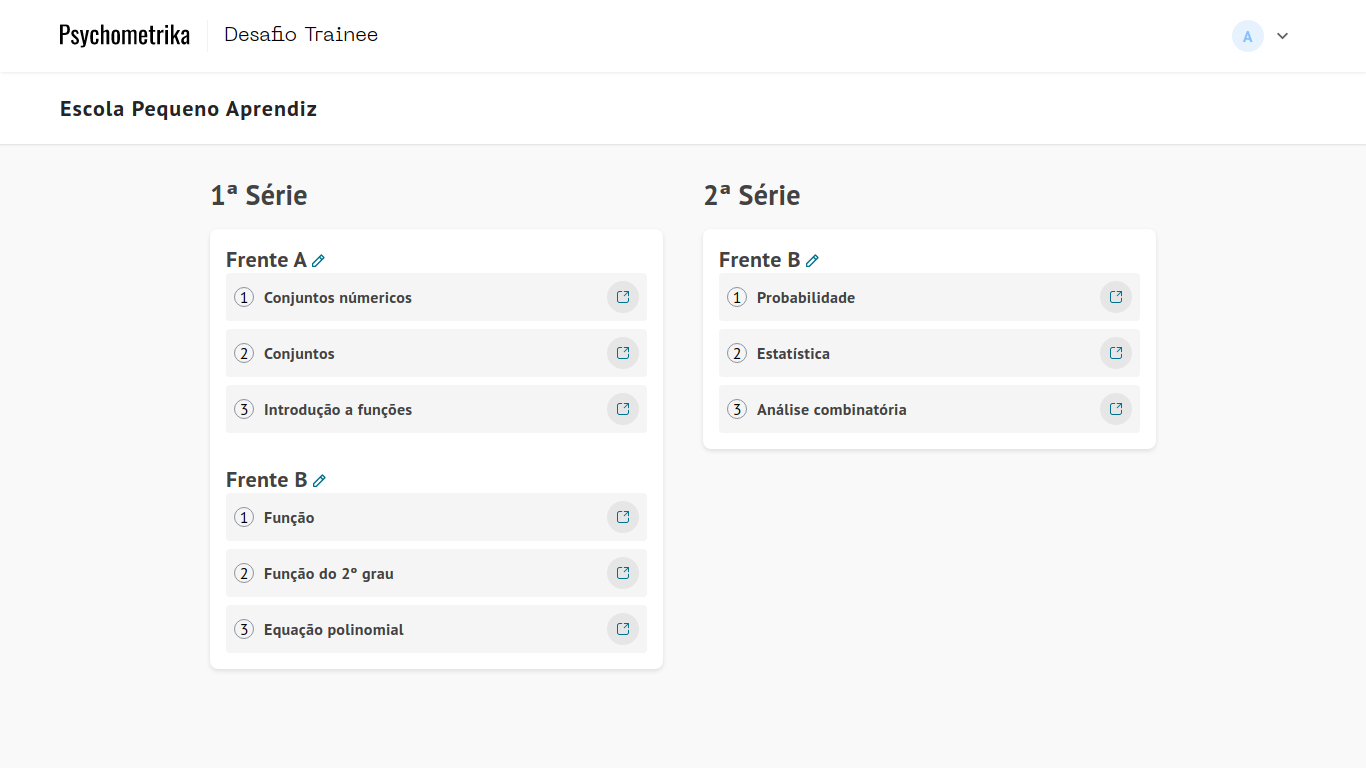 Psychometrika
Desafio Trainee
A
Escola Pequeno Aprendiz
1ª Série
Frente A
1 Conjuntos númericos
2 Conjuntos
3 Introdução a funções
Frente B
1 Função
2 Função do 2º grau
3 Equação polinomial
2ª Série
Frente B
1 Probabilidade
2 Estatística
3 Análise combinatória